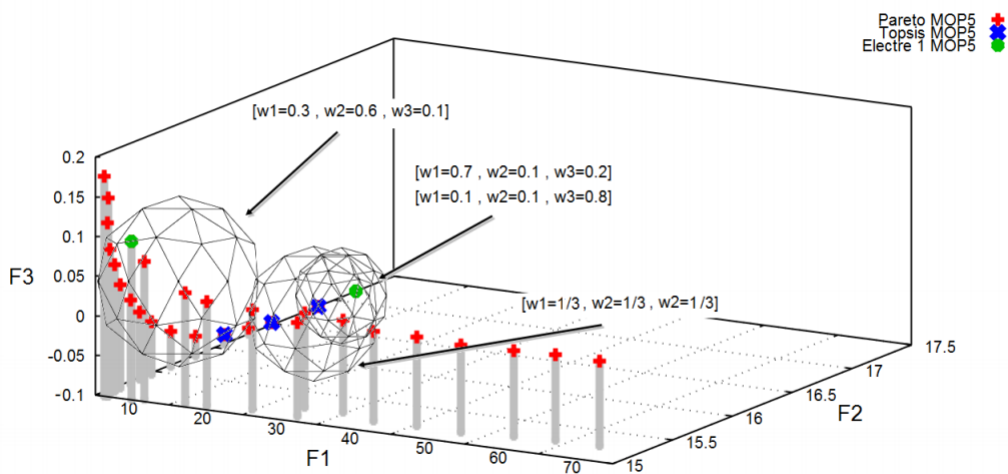 Pareto MOP5
Topsis MOP5
Electre 1 MOP5
[w1=0.3 , w2=0.6 , w3=0.1]
[w1=0.7 , w2=0.1 , w3=0.2]
[w1=0.1 , w2=0.1 , w3=0.8]
[w1=1/3 , w2=1/3 , w2=1/3]
F3
0.2
0.15
0.1
0.05
0
-0.05
-0.1
10
20
30
40
50
60
70
F1
15
15.5
16
16.5
17
17.5
F2